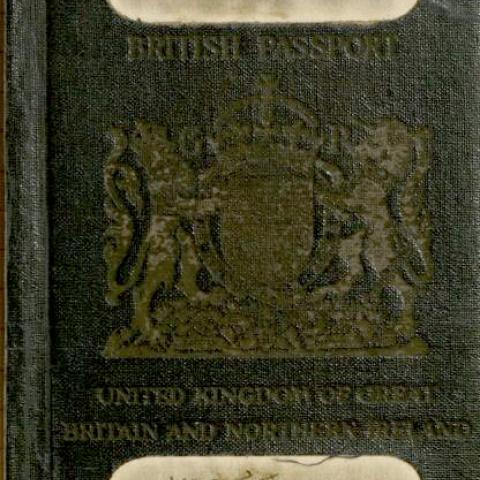 BRITISH PASSPORT
G R
UNITED KINGDOM OF GREAT
BRITAIN AND NORTHERN IRELAND